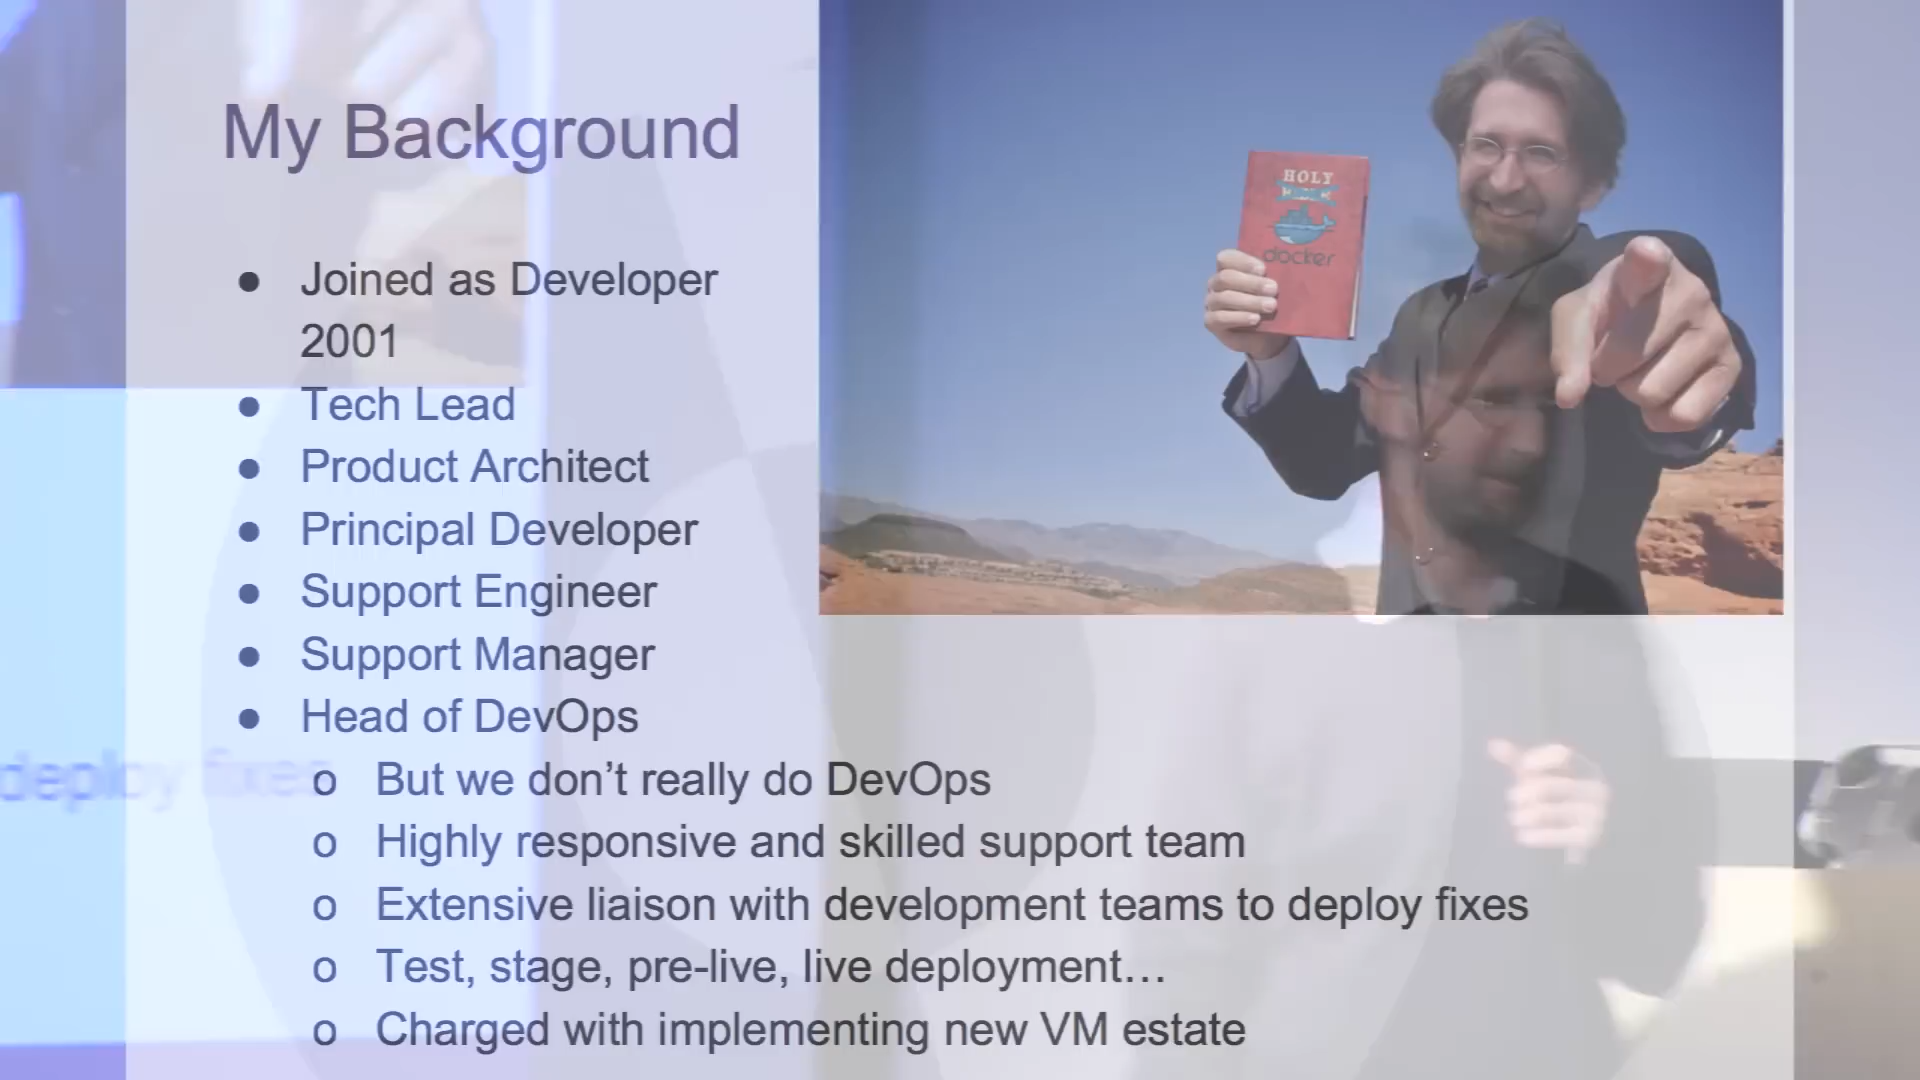 My Background
● Joined as Developer
2001
● Tech Lead
● Product Architect
● Principal Developer
● Support Engineer
● Support Manager
● Head of DevOps
o But we don’t really do DevOps
o Highly responsive and skilled support team
o Extensive liaison with development teams to deploy fixes
o Test, stage, pre-live, live deployment…
o Charged with implementing new VM estate
HOLY
docker
deploy fixes